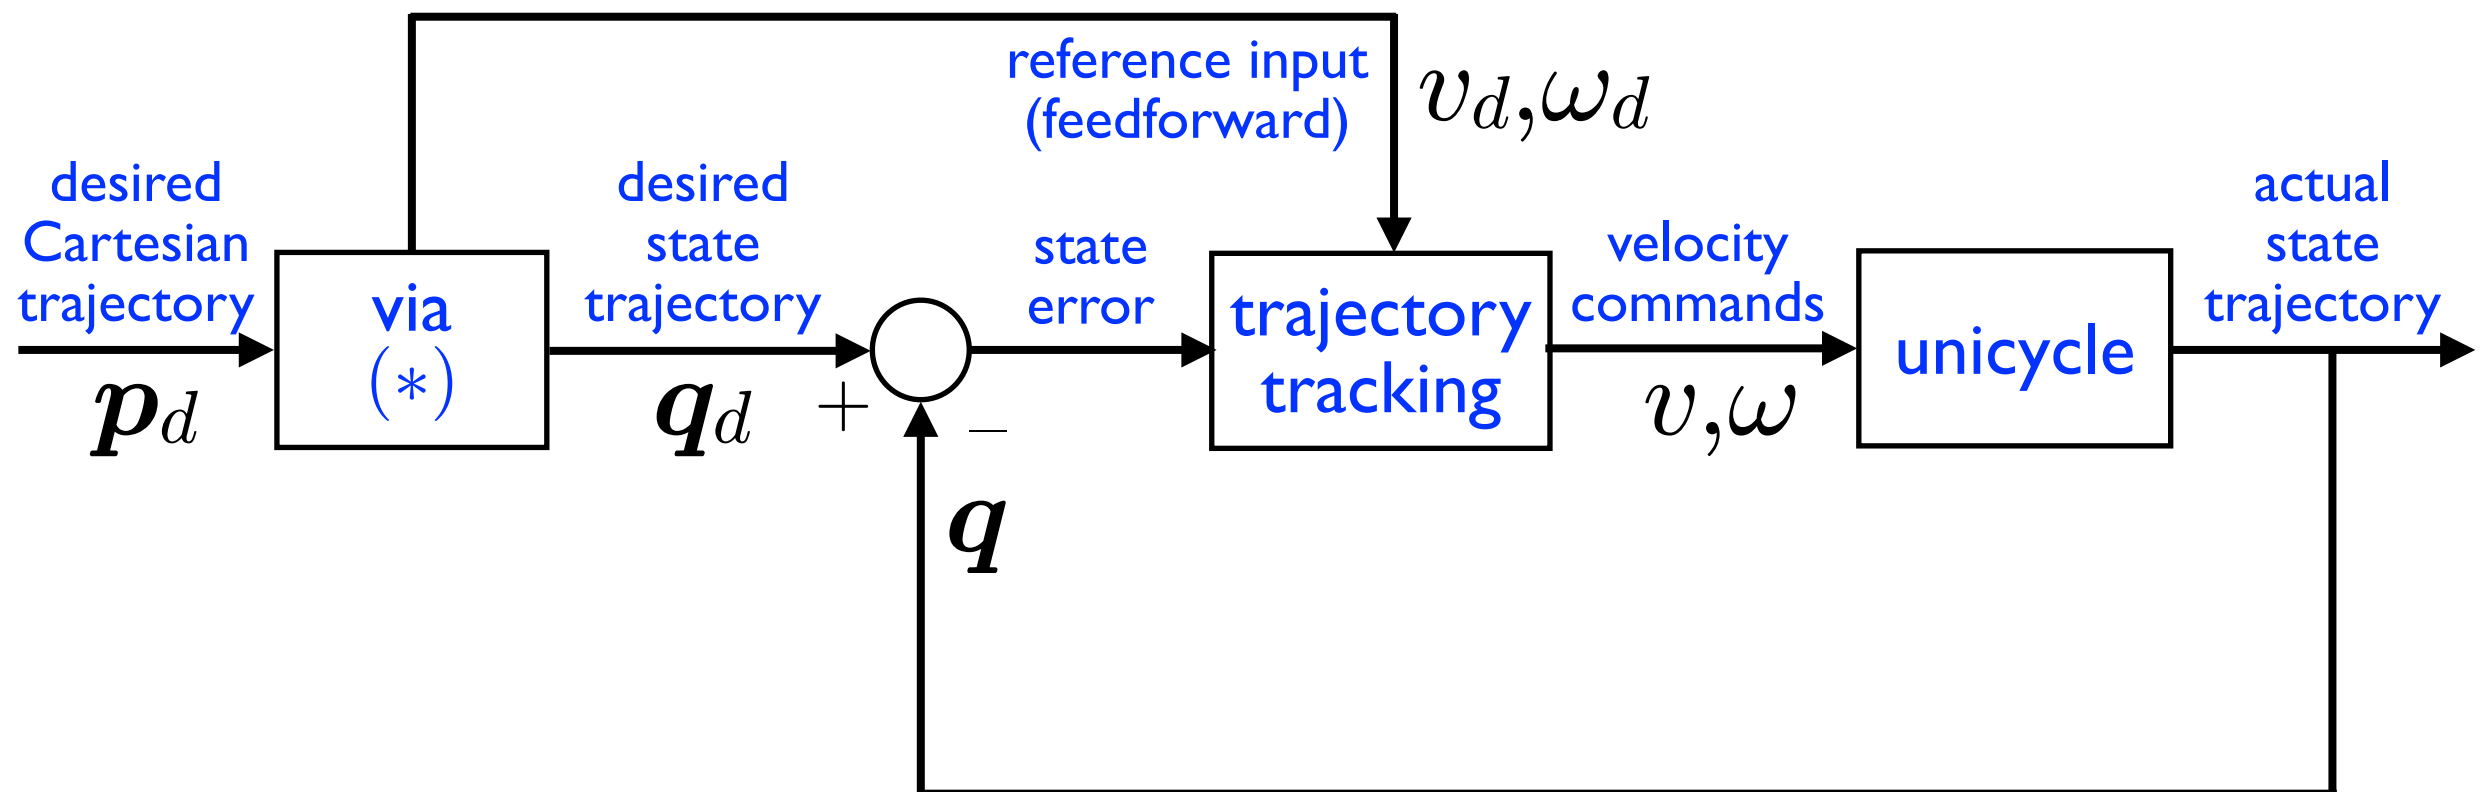 reference input
(feedforward)
v_d,ω_d
desired
Cartesian
trajectory
p_d
via
(*)
desired
state
trajectory
q_d
+
−
q
state
error
trajectory
tracking
velocity
commands
v,ω
unicycle
actual
state
trajectory